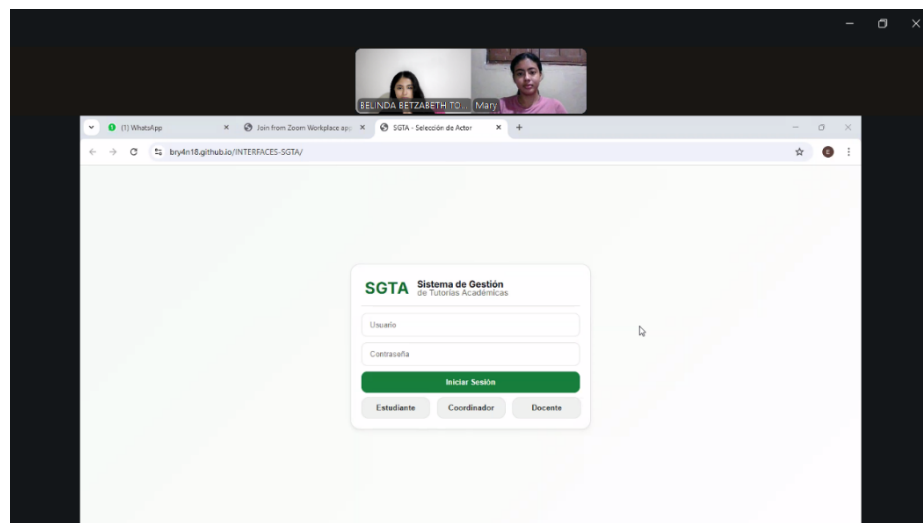 BELINDA BETZABETH TO... Mary
(1) WhatsApp Join from Zoom Workplace app SGTA - Selección de Actor
bry4n18.github.io/INTERFACES-SGTA/
E
SGTA Sistema de Gestión
de Tutorías Académicas
Usuario
Contraseña
Iniciar Sesión
Estudiante Coordinador Docente